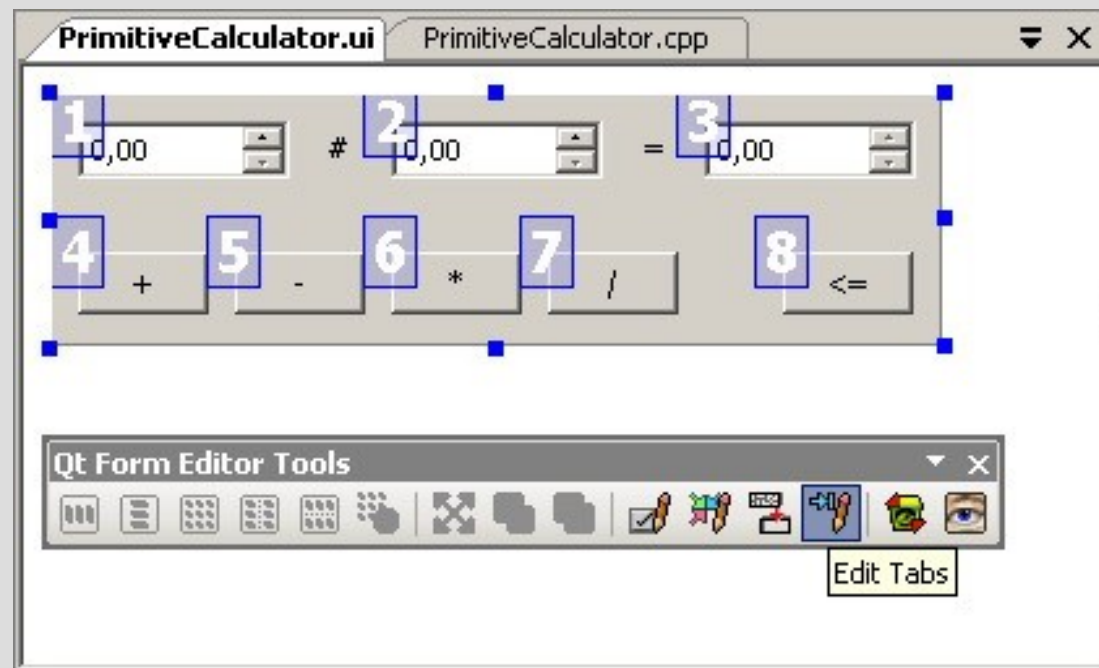 PrimitiveCalculator.ui PrimitiveCalculator.cpp
1 2 3
0,00 # 0,00 = 0,00
4 5 6 7 8
+ - * / <=
Qt Form Editor Tools
Edit Tabs